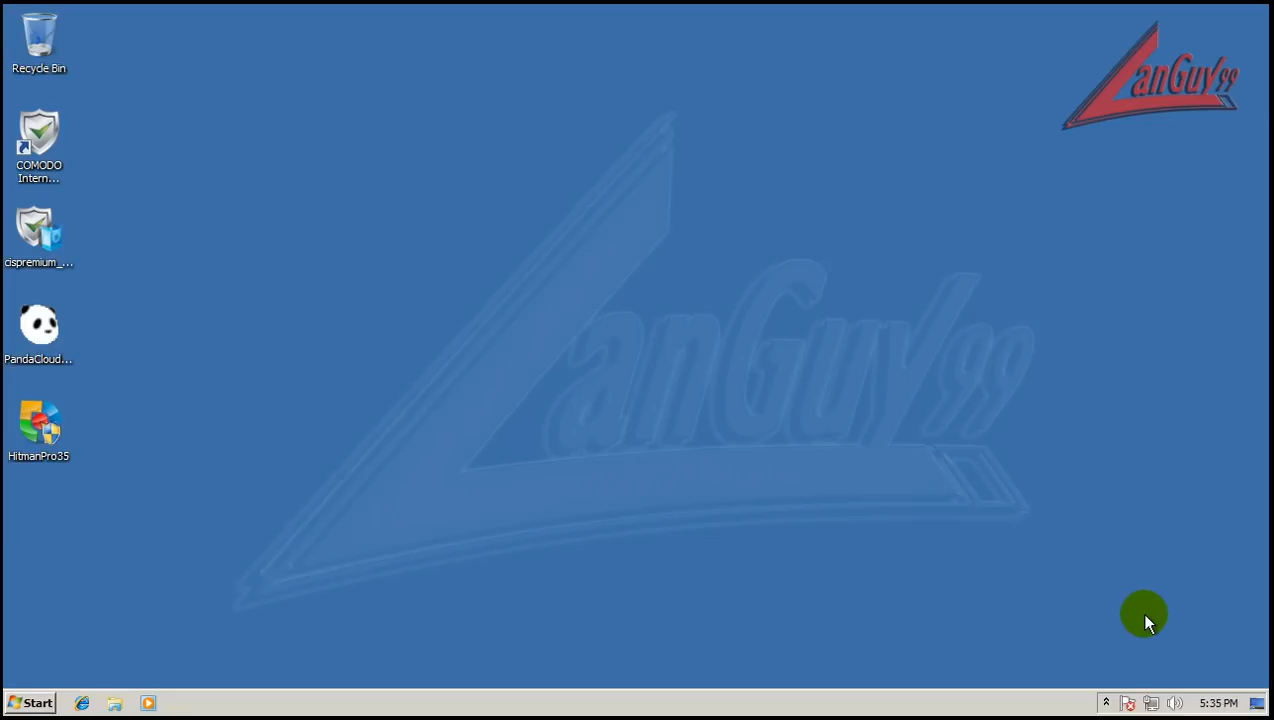 Recycle Bin
COMODO
Intern...
cispremium_...
PandaCloud...
HitmanPro35
LanGuy99
LanGuy99
Start
5:35 PM